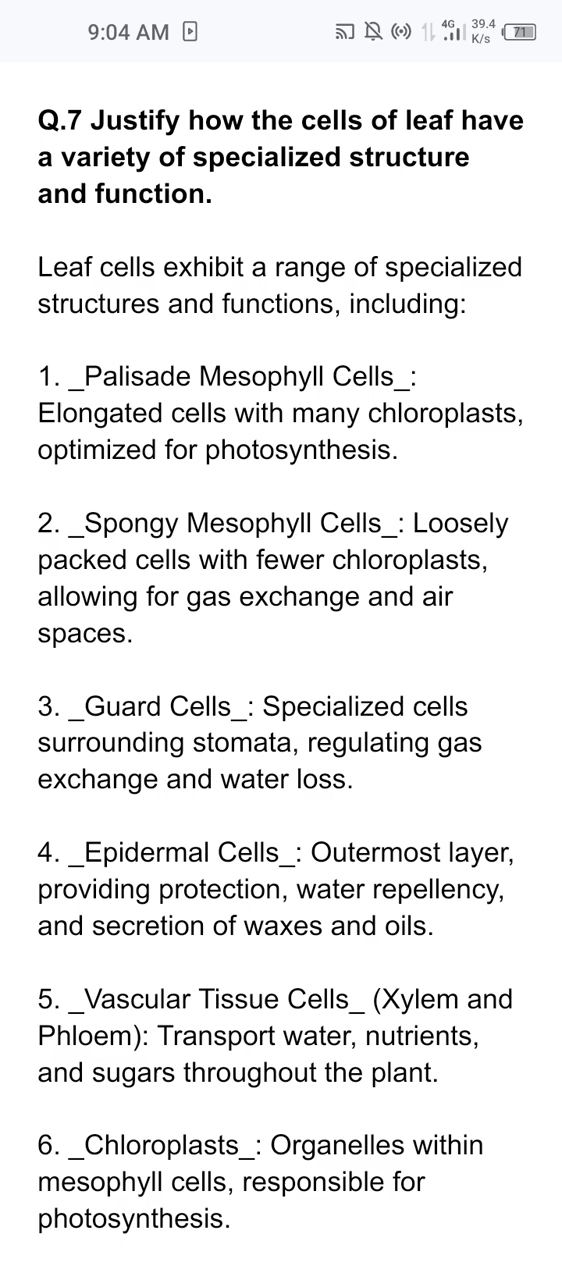 9:04 AM
4G 39.4 K/s 71
Q.7 Justify how the cells of leaf have
a variety of specialized structure
and function.
Leaf cells exhibit a range of specialized
structures and functions, including:
1. _Palisade Mesophyll Cells_:
Elongated cells with many chloroplasts,
optimized for photosynthesis.
2. _Spongy Mesophyll Cells_: Loosely
packed cells with fewer chloroplasts,
allowing for gas exchange and air
spaces.
3. _Guard Cells_: Specialized cells
surrounding stomata, regulating gas
exchange and water loss.
4. _Epidermal Cells_: Outermost layer,
providing protection, water repellency,
and secretion of waxes and oils.
5. _Vascular Tissue Cells_ (Xylem and
Phloem): Transport water, nutrients,
and sugars throughout the plant.
6. _Chloroplasts_: Organelles within
mesophyll cells, responsible for
photosynthesis.